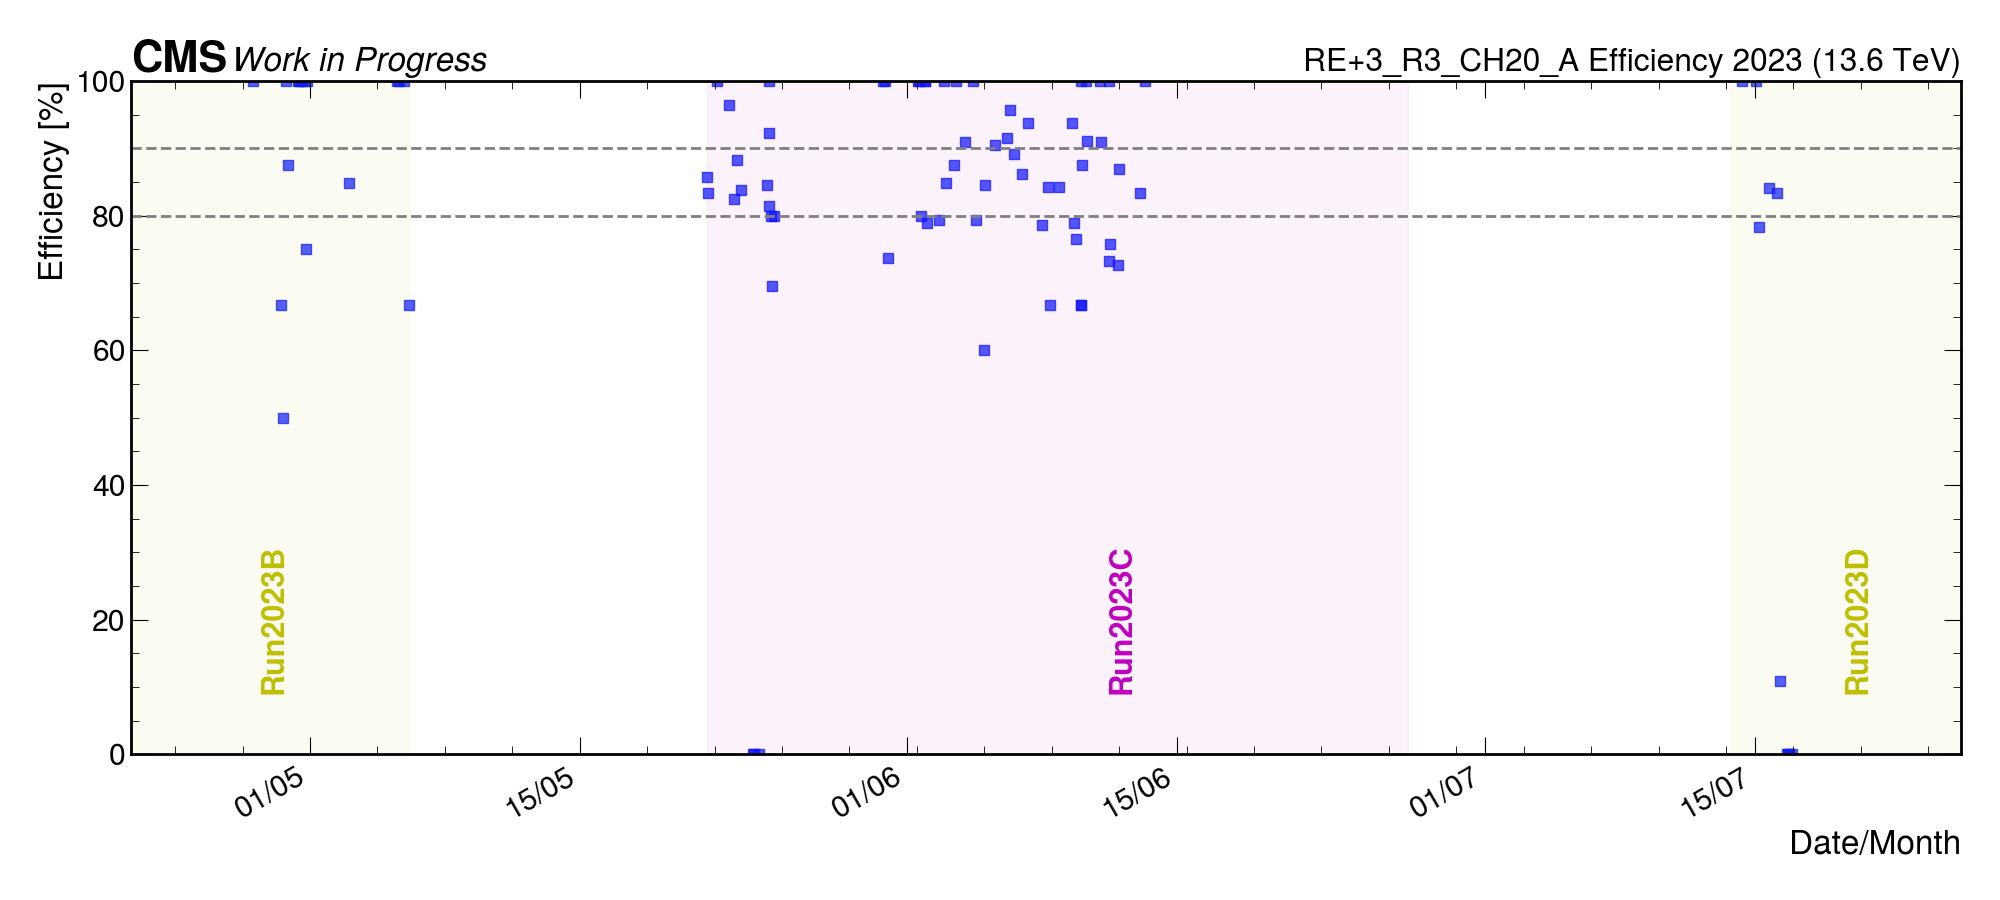 CMS Work in Progress
RE+3_R3_CH20_A Efficiency 2023 (13.6 TeV)
Efficiency [%]
100
80
60
40
20
0
Run2023B
Run2023C
Run2023D
01/05
15/05
01/06
15/06
01/07
15/07
Date/Month